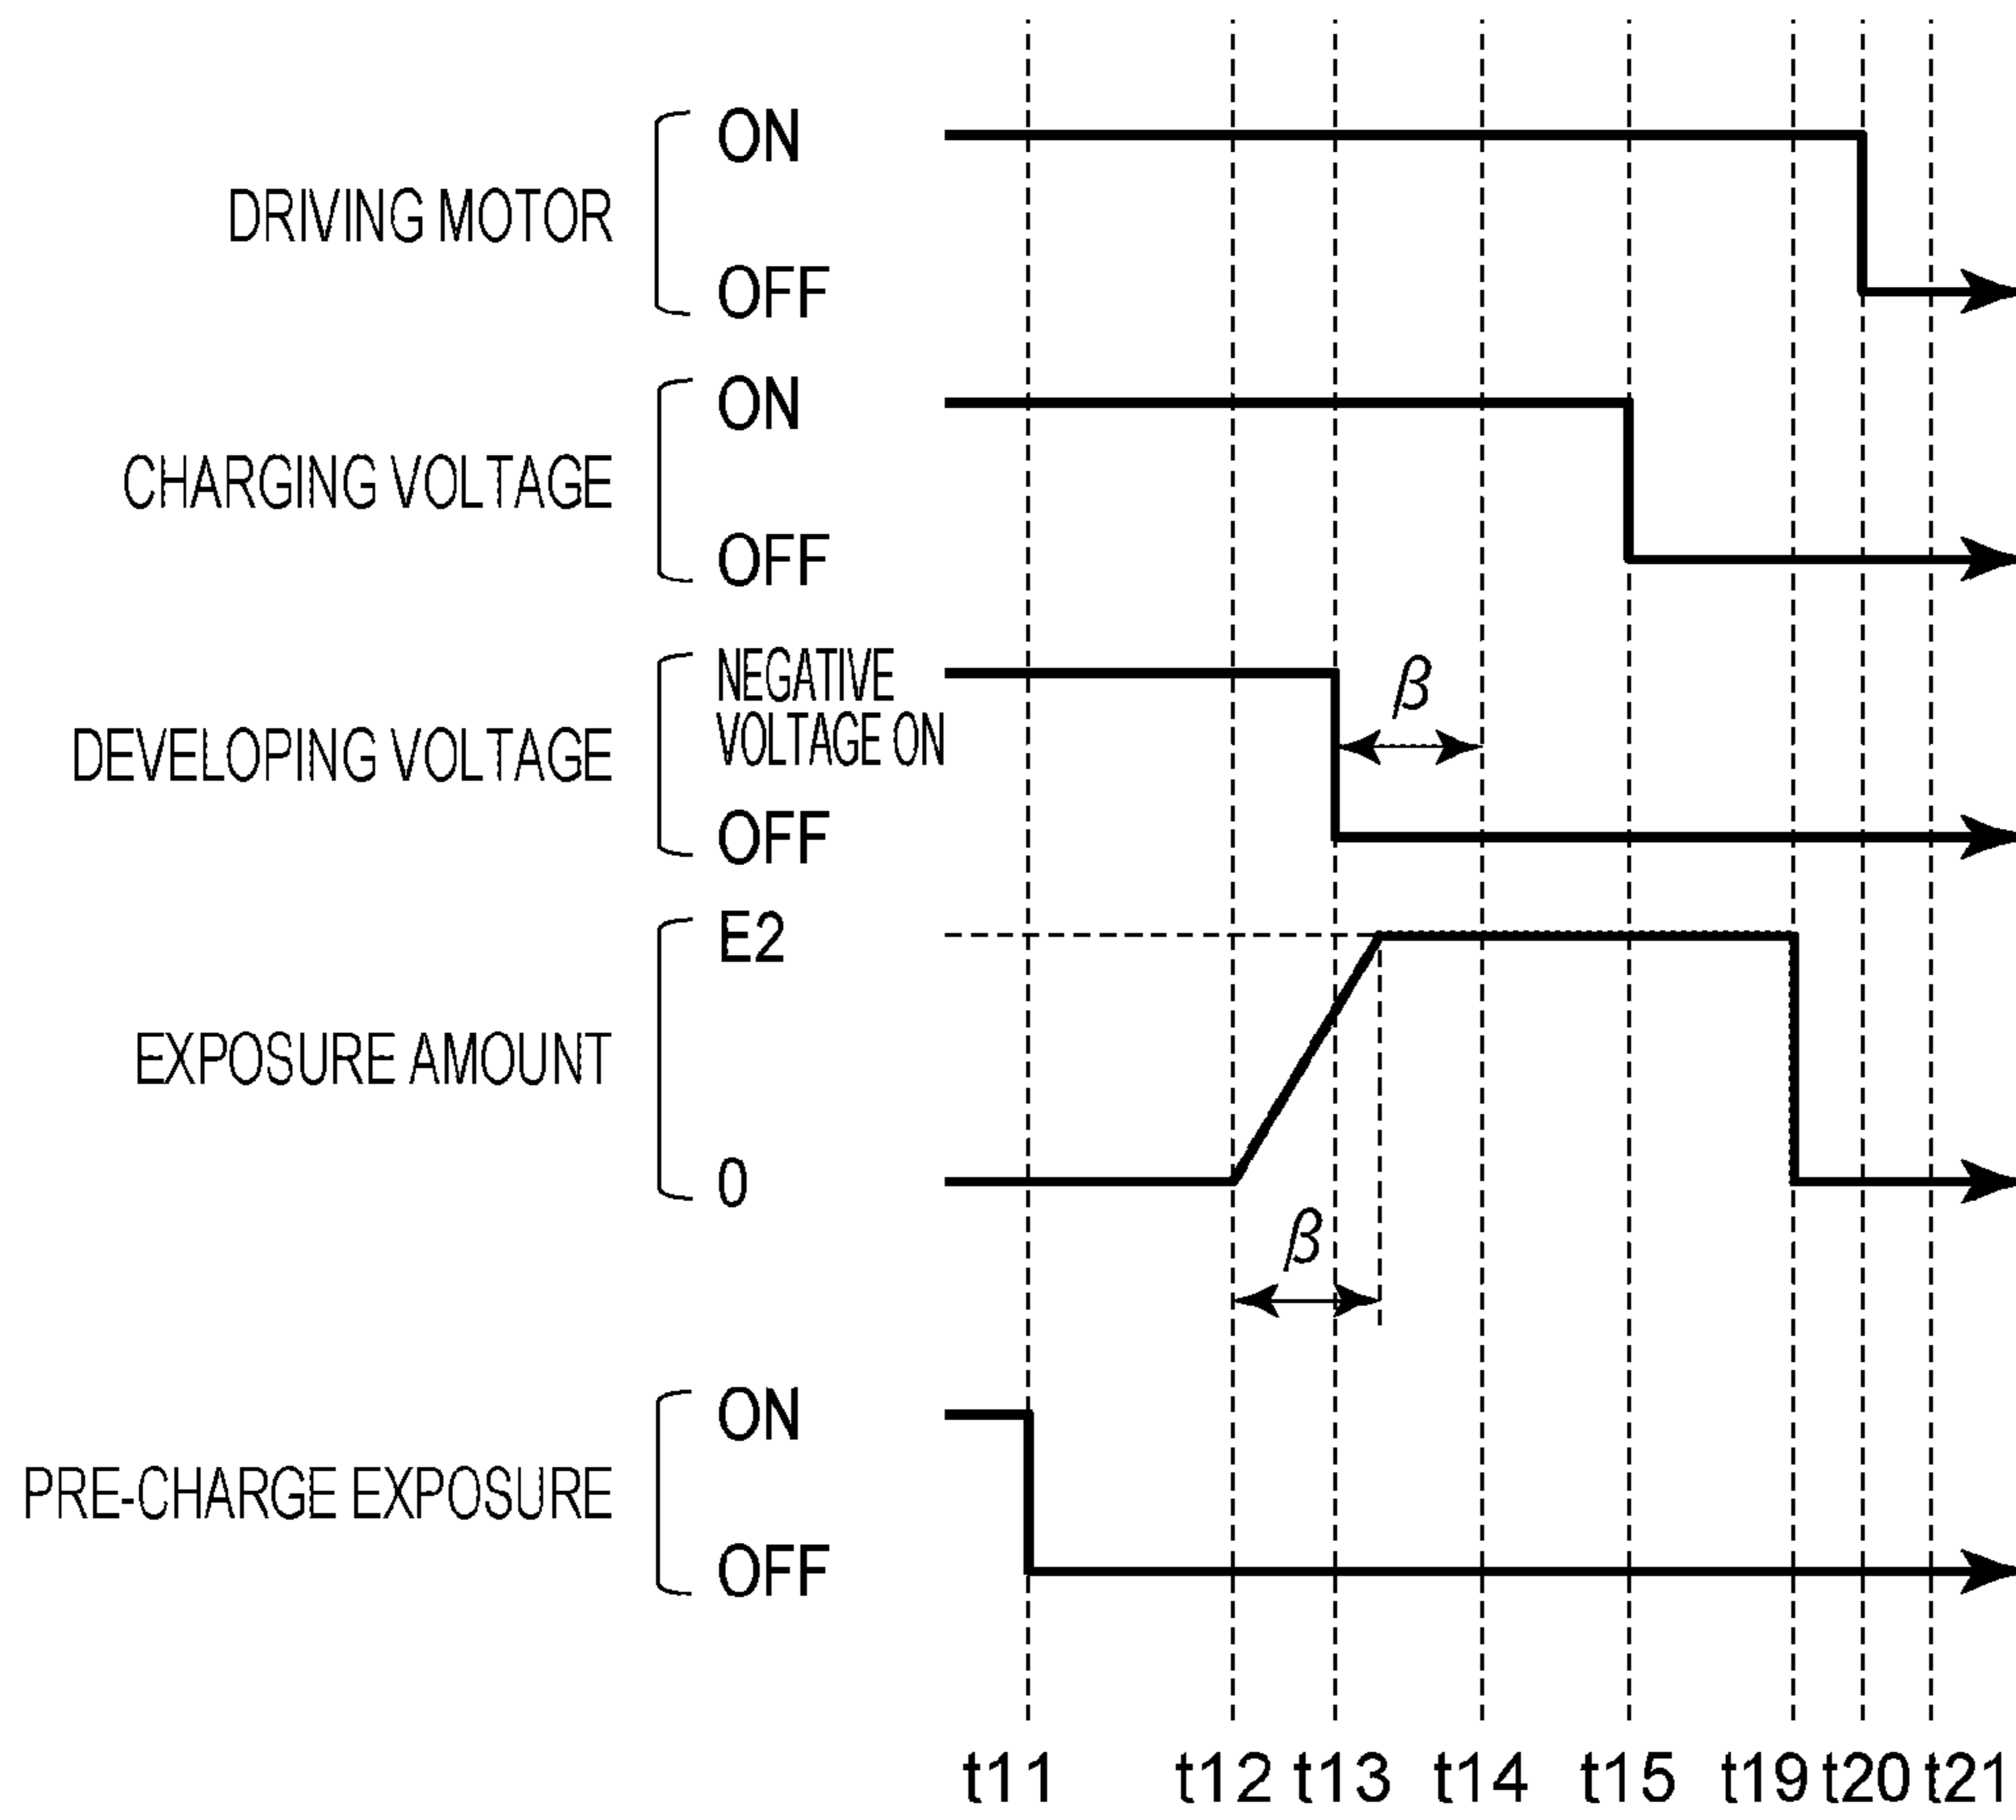 ON
DRIVING MOTOR
OFF
ON
CHARGING VOLTAGE
OFF
NEGATIVE
VOLTAGE ON
β
DEVELOPING VOLTAGE
OFF
E2
EXPOSURE AMOUNT
0
β
ON
PRE-CHARGE EXPOSURE
OFF
t11 t12 t13 t14 t15 t19 t20 t21